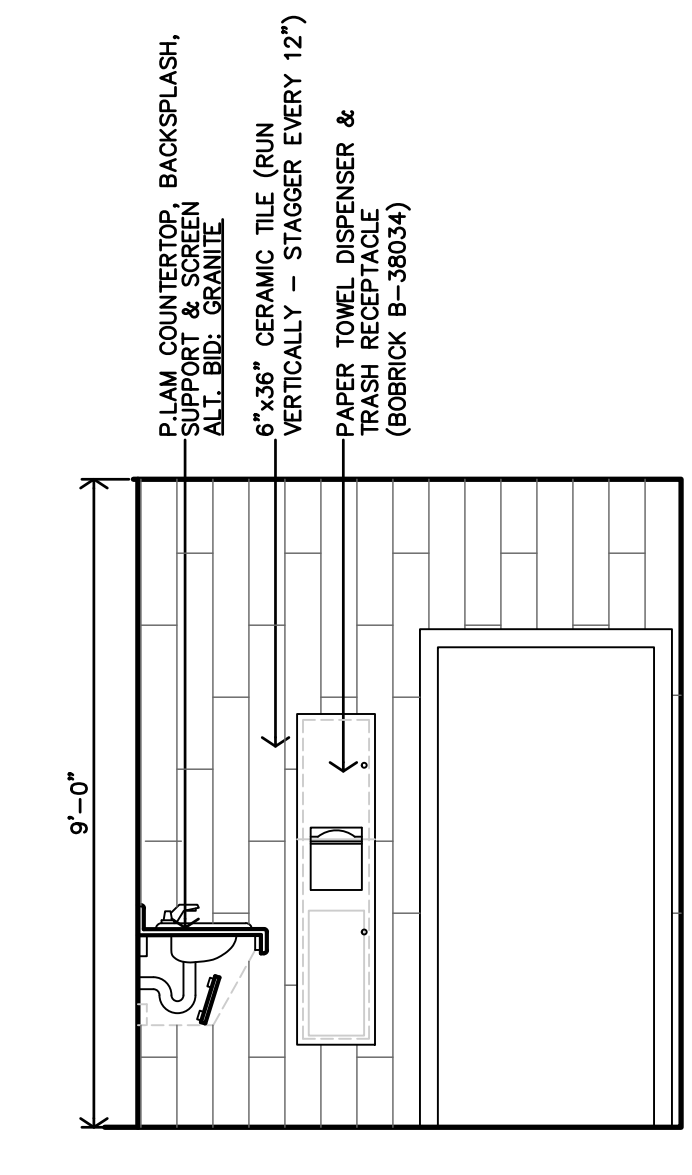 P.LAM COUNTERTOP, BACKSPLASH,
SUPPORT & SCREEN
ALT. BID: GRANITE
6"x36" CERAMIC TILE (RUN
VERTICALLY – STAGGER EVERY 12")
PAPER TOWEL DISPENSER &
TRASH RECEPTACLE
(BOBRICK B–38034)
9'–0"